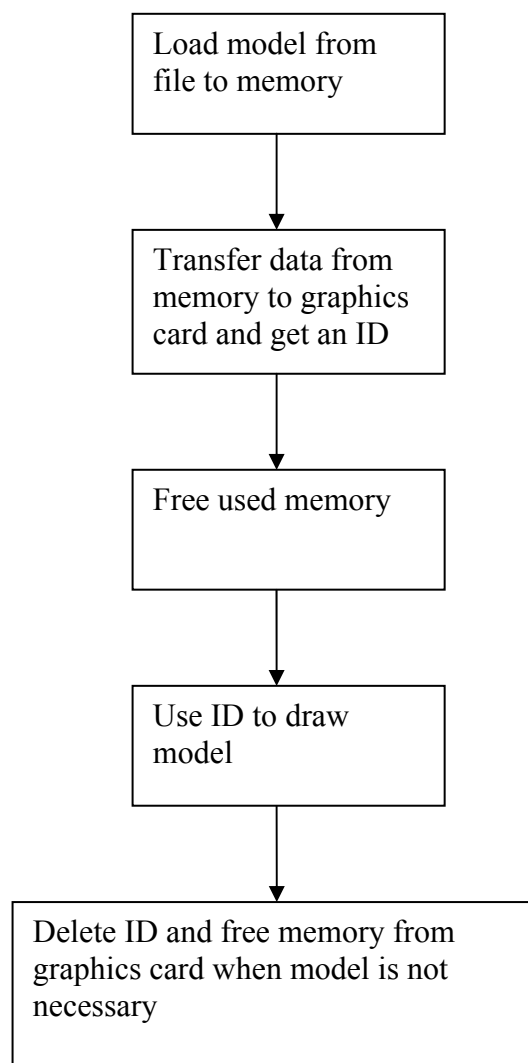 Load model from
file to memory
Transfer data from
memory to graphics
card and get an ID
Free used memory
Use ID to draw
model
Delete ID and free memory from
graphics card when model is not
necessary